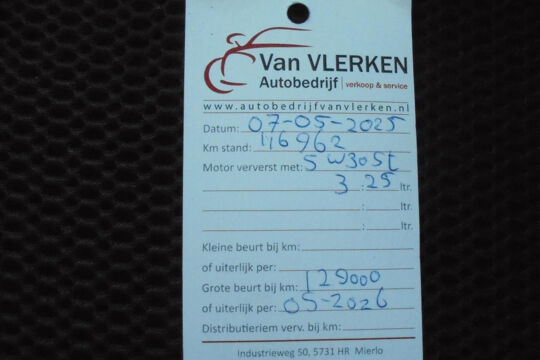 Van VLERKEN
Autobedrijf | verkoop & service
www.autobedrijfvanvlerken.nl
Datum: 07-05-2025
Km stand: 116962
Motor ververst met: 5W30St
3:25 ltr.
: ltr.
: ltr.
Kleine beurt bij km:
of uiterlijk per:
Grote beurt bij km: 129000
of uiterlijk per: 05-2026
Distributieriem verv. bij km:
Industrieweg 50, 5731 HR Mierlo